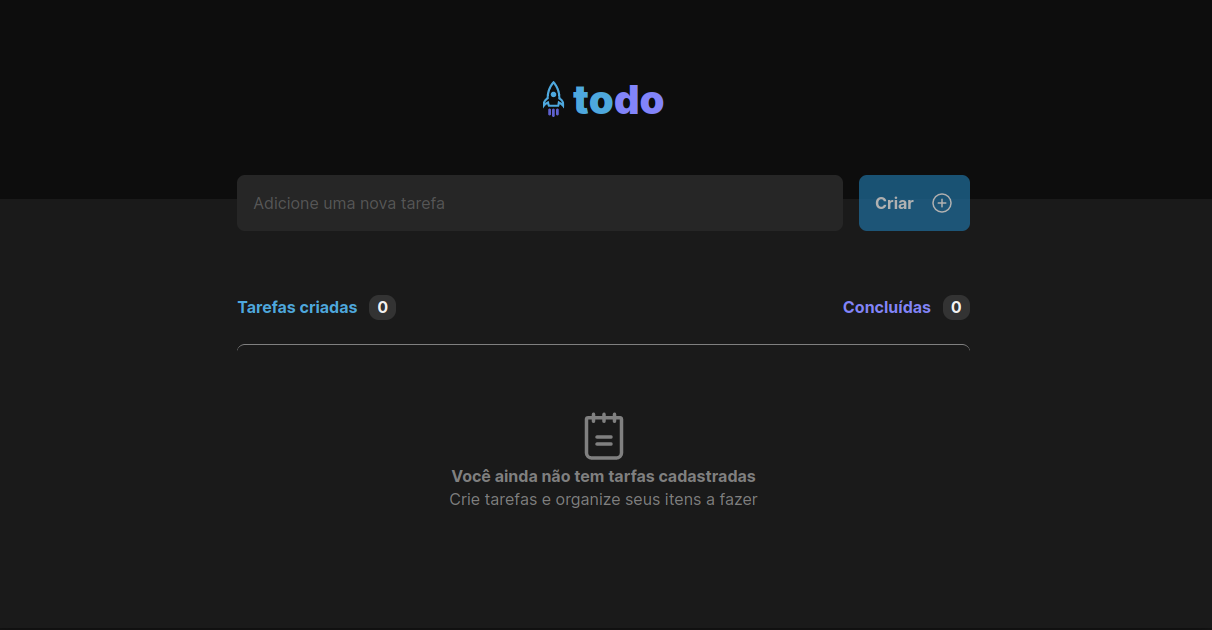 todo
Adicione uma nova tarefa
Criar
Tarefas criadas 0
Concluídas 0
Você ainda não tem tarfas cadastradas
Crie tarefas e organize seus itens a fazer